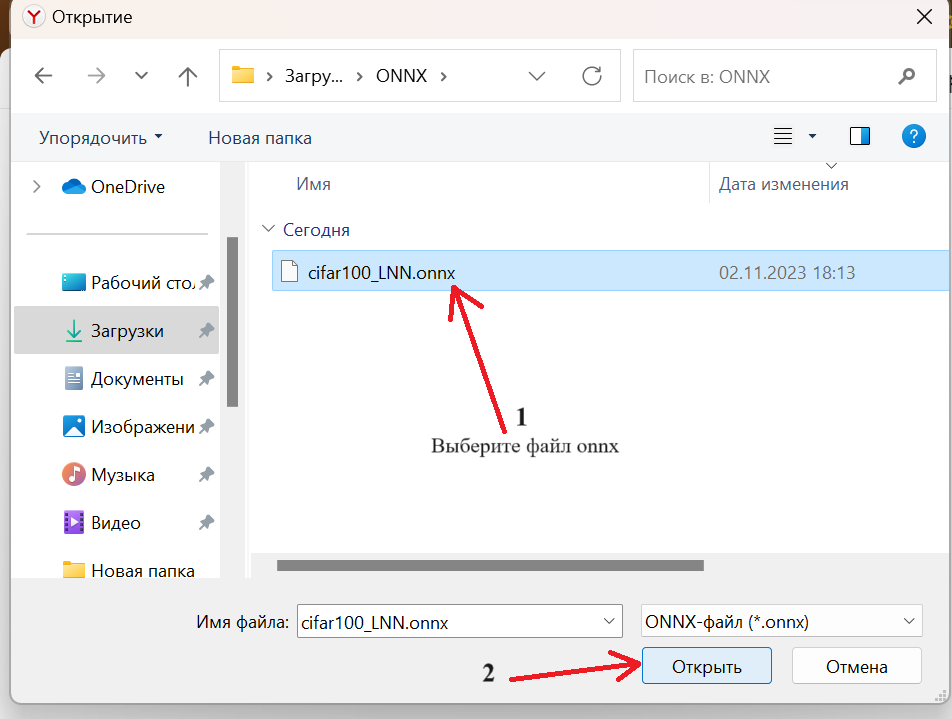 Открытие
Загру... ONNX
Поиск в: ONNX
Упорядочить
Новая папка
?
OneDrive
Рабочий стол
Загрузки
Документы
Изображени
Музыка
Видео
Новая папка
Имя
Дата изменения
Сегодня
cifar100_LNN.onnx 02.11.2023 18:13
1
Выберите файл onnx
Имя файла: cifar100_LNN.onnx ONNX-файл (*.onnx)
2
Открыть
Отмена